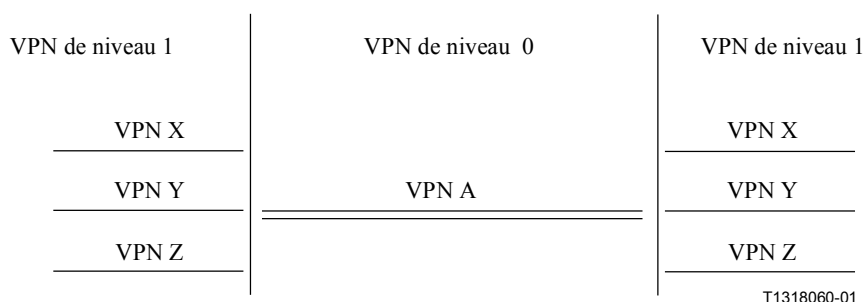 VPN de niveau 1 VPN de niveau 0 VPN de niveau 1
VPN X VPN X
VPN Y VPN A VPN Y
VPN Z VPN Z
T1318060-01